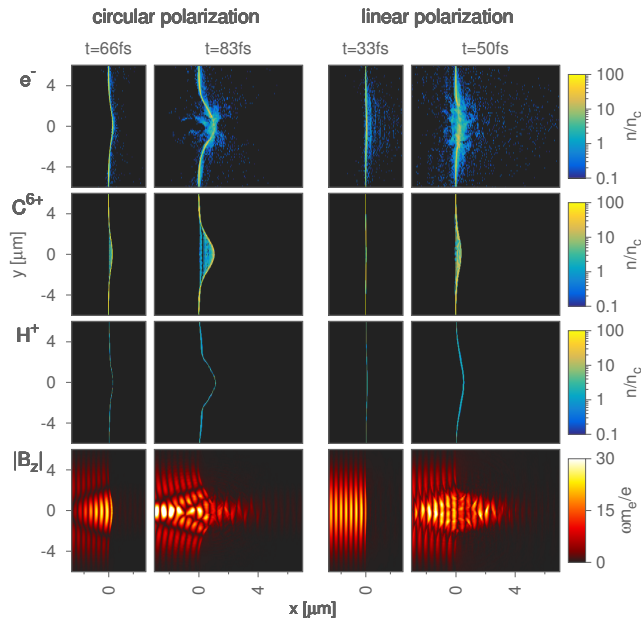 circular polarization linear polarization
t=66fs t=83fs t=33fs t=50fs
e⁻
4
0
-4
100
10
1
0.1
n/n_c
C⁶⁺
4
0
-4
y [μm]
100
10
1
0.1
n/n_c
H⁺
4
0
-4
100
10
1
0.1
n/n_c
|B_z|
4
0
-4
30
15
0
ωm_e/e
0 0 4 0 0 4
x [μm]